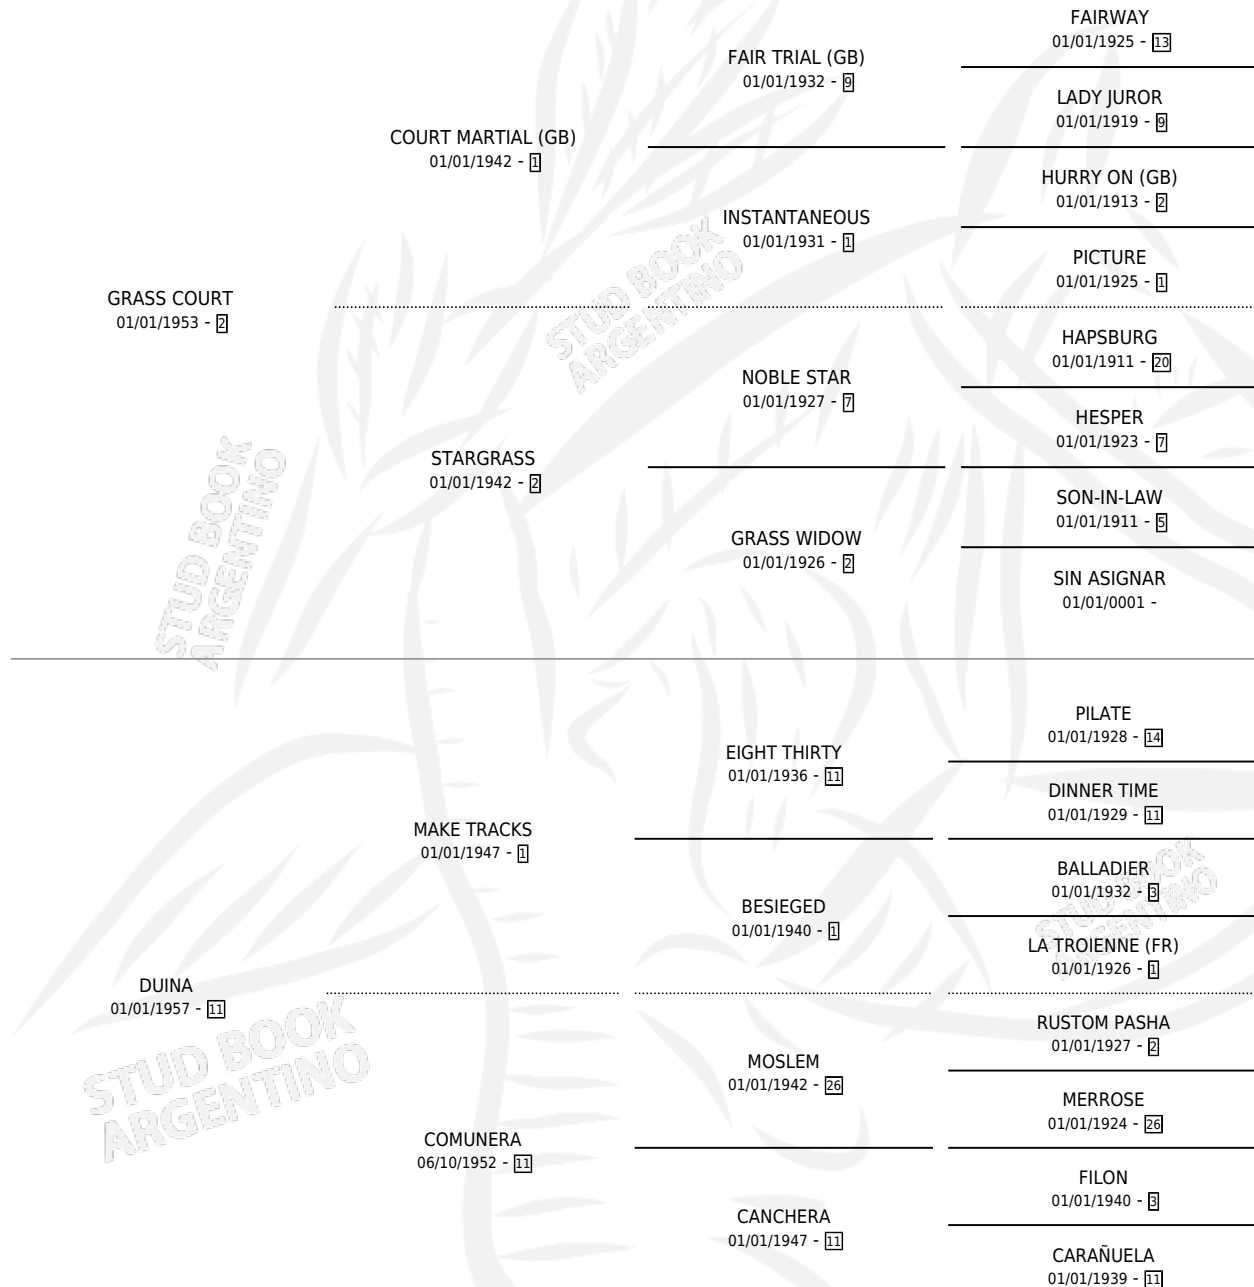 FAIRWAY
01/01/1925 - 13
FAIR TRIAL (GB)
01/01/1932 - 9
LADY JUROR
01/01/1919 - 9
COURT MARTIAL (GB)
01/01/1942 - 1
HURRY ON (GB)
01/01/1913 - 2
INSTANTANEOUS
01/01/1931 - 1
PICTURE
01/01/1925 - 1
GRASS COURT
01/01/1953 - 2
HAPSBURG
01/01/1911 - 20
NOBLE STAR
01/01/1927 - 7
HESPER
01/01/1923 - 7
STARGRASS
01/01/1942 - 2
SON-IN-LAW
01/01/1911 - 5
GRASS WIDOW
01/01/1926 - 2
SIN ASIGNAR
01/01/0001 -
PILATE
01/01/1928 - 14
EIGHT THIRTY
01/01/1936 - 11
DINNER TIME
01/01/1929 - 11
MAKE TRACKS
01/01/1947 - 1
BALLADIER
01/01/1932 - 3
BESIEGED
01/01/1940 - 1
LA TROIENNE (FR)
01/01/1926 - 1
DUINA
01/01/1957 - 11
RUSTOM PASHA
01/01/1927 - 2
MOSLEM
01/01/1942 - 26
MERROSE
01/01/1924 - 26
COMUNERA
06/10/1952 - 11
FILON
01/01/1940 - 3
CANCHERA
01/01/1947 - 11
CARAÑUELA
01/01/1939 - 11
STUD BOOK
ARGENTINO
STUD BOOK
ARGENTINO
STUD BOOK
ARGENTINO
STUD BOOK
ARGENTINO